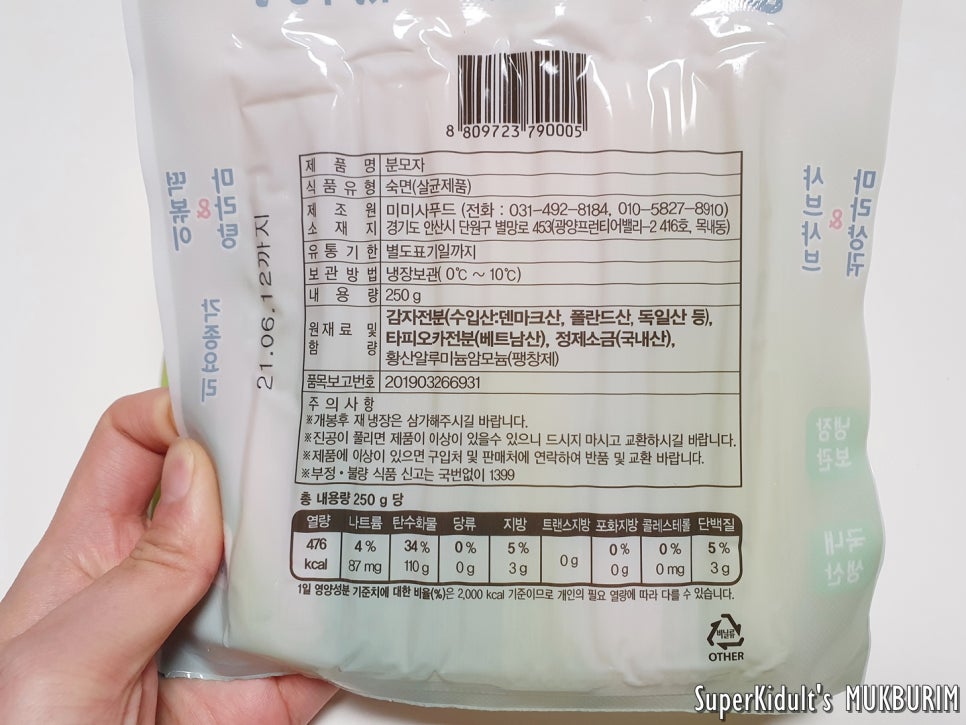 8 809723 790005
제 품 명 분모자
식 품 유 형 숙면(살균제품)
제 조 원 미미사푸드 (전화 : 031-492-8184, 010-5827-8910)
소 재 지 경기도 안산시 단원구 별망로 453(광양프런티어밸리-2 416호, 목내동)
유 통 기 한 별도표기일까지
보 관 방 법 냉장보관( 0℃ ~ 10℃)
내 용 량 250 g
원 재 료 및 함 량 감자전분(수입산:덴마크산, 폴란드산, 독일산 등),
타피오카전분(베트남산), 정제소금(국내산),
황산알루미늄암모늄(팽창제)
품목보고번호 201903266931
주 의 사 항
※개봉후 재 냉장은 삼가해주시길 바랍니다.
※진공이 풀리면 제품이 이상이 있을수 있으니 드시지 마시고 교환하시길 바랍니다.
※제품에 이상이 있으면 구입처 및 판매처에 연락하여 반품 및 교환 바랍니다.
※부정·불량 식품 신고는 국번없이 1399
총 내용량 250 g 당
열량 나트륨 탄수화물 당류 지방 트랜스지방 포화지방 콜레스테롤 단백질
476 kcal 4 % 34 % 0 % 5 % 0 g 0 % 0 % 5 %
87 mg 110 g 0 g 3 g 0 g 0 mg 3 g
1일 영양성분 기준치에 대한 비율(%)은 2,000 kcal 기준이므로 개인의 필요 열량에 따라 다를 수 있습니다.
비닐류
OTHER
21.06.12까지
떡볶이
&
마라탕
각종요리
샤브샤브
&
마라샹궈
냉장
보관
국내
생산
SuperKidult's MUKBURIM